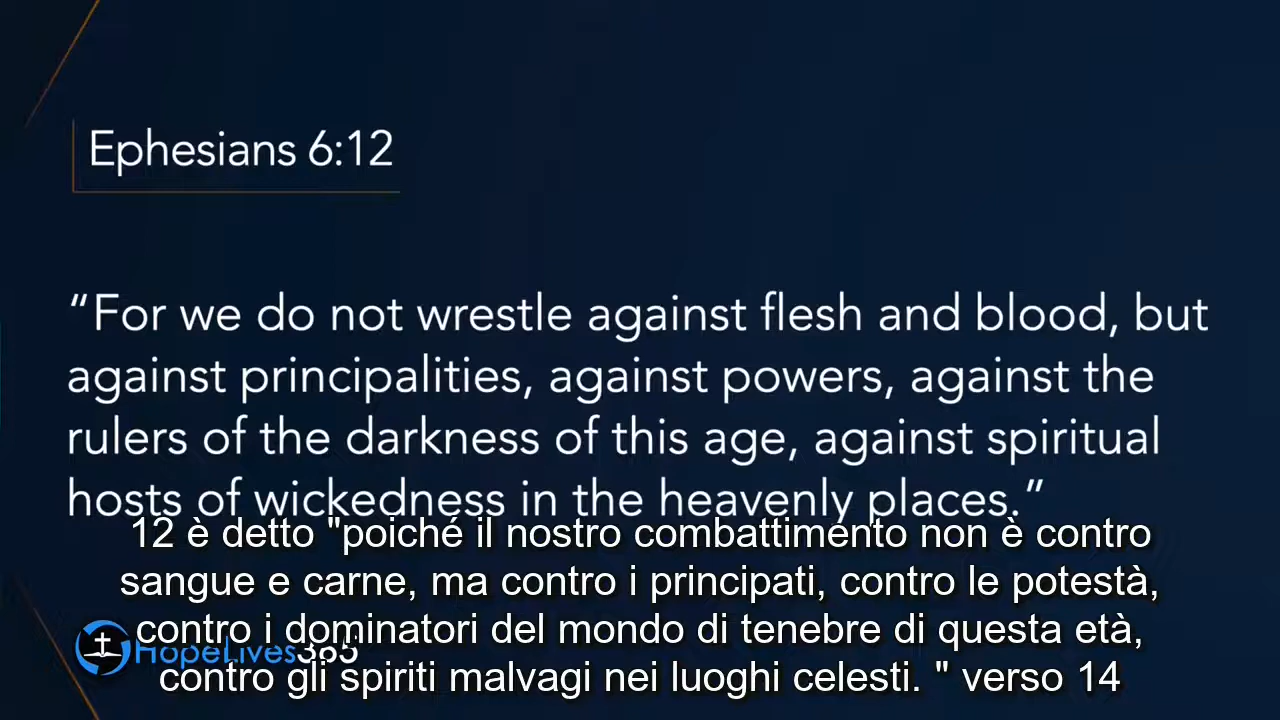 Ephesians 6:12
“For we do not wrestle against flesh and blood, but
against principalities, against powers, against the
rulers of the darkness of this age, against spiritual
hosts of wickedness in the heavenly places.”
12 è detto "poiché il nostro combattimento non è contro
sangue e carne, ma contro i principati, contro le potestà,
contro i dominatori del mondo di tenebre di questa età,
HopeLives365
contro gli spiriti malvagi nei luoghi celesti. " verso 14